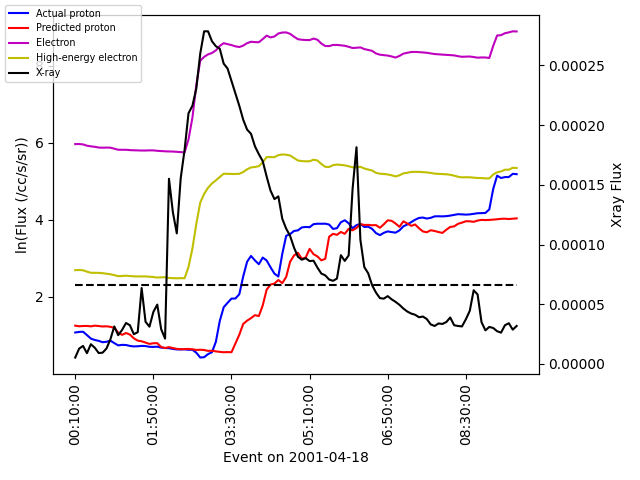 Actual proton
Predicted proton
Electron
High-energy electron
X-ray
6
4
2
ln(Flux (/cc/s/sr))
0.00025
0.00020
0.00015
0.00010
0.00005
0.00000
Xray Flux
00:10:00
01:50:00
03:30:00
05:10:00
06:50:00
08:30:00
Event on 2001-04-18